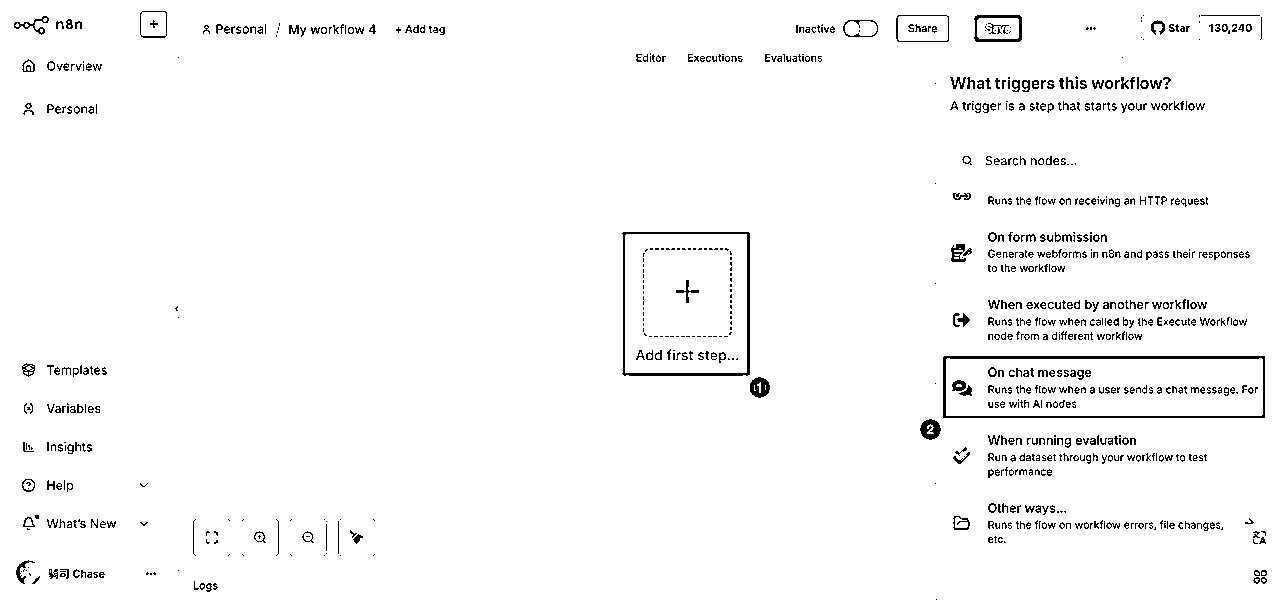 n8n
+
Personal / My workflow 4 + Add tag
Inactive
Share
Save
...
Star 130,240
Editor Executions Evaluations
Overview
Personal
What triggers this workflow?
A trigger is a step that starts your workflow
Search nodes...
Runs the flow on receiving an HTTP request
On form submission
Generate webforms in n8n and pass their responses
to the workflow
When executed by another workflow
Runs the flow when called by the Execute Workflow
node from a different workflow
On chat message
Runs the flow when a user sends a chat message. For
use with AI nodes
2
When running evaluation
Run a dataset through your workflow to test
performance
Other ways...
Runs the flow on workflow errors, file changes,
etc.
Add first step...
1
Templates
Variables
Insights
Help
What's New
Chase
...
Logs